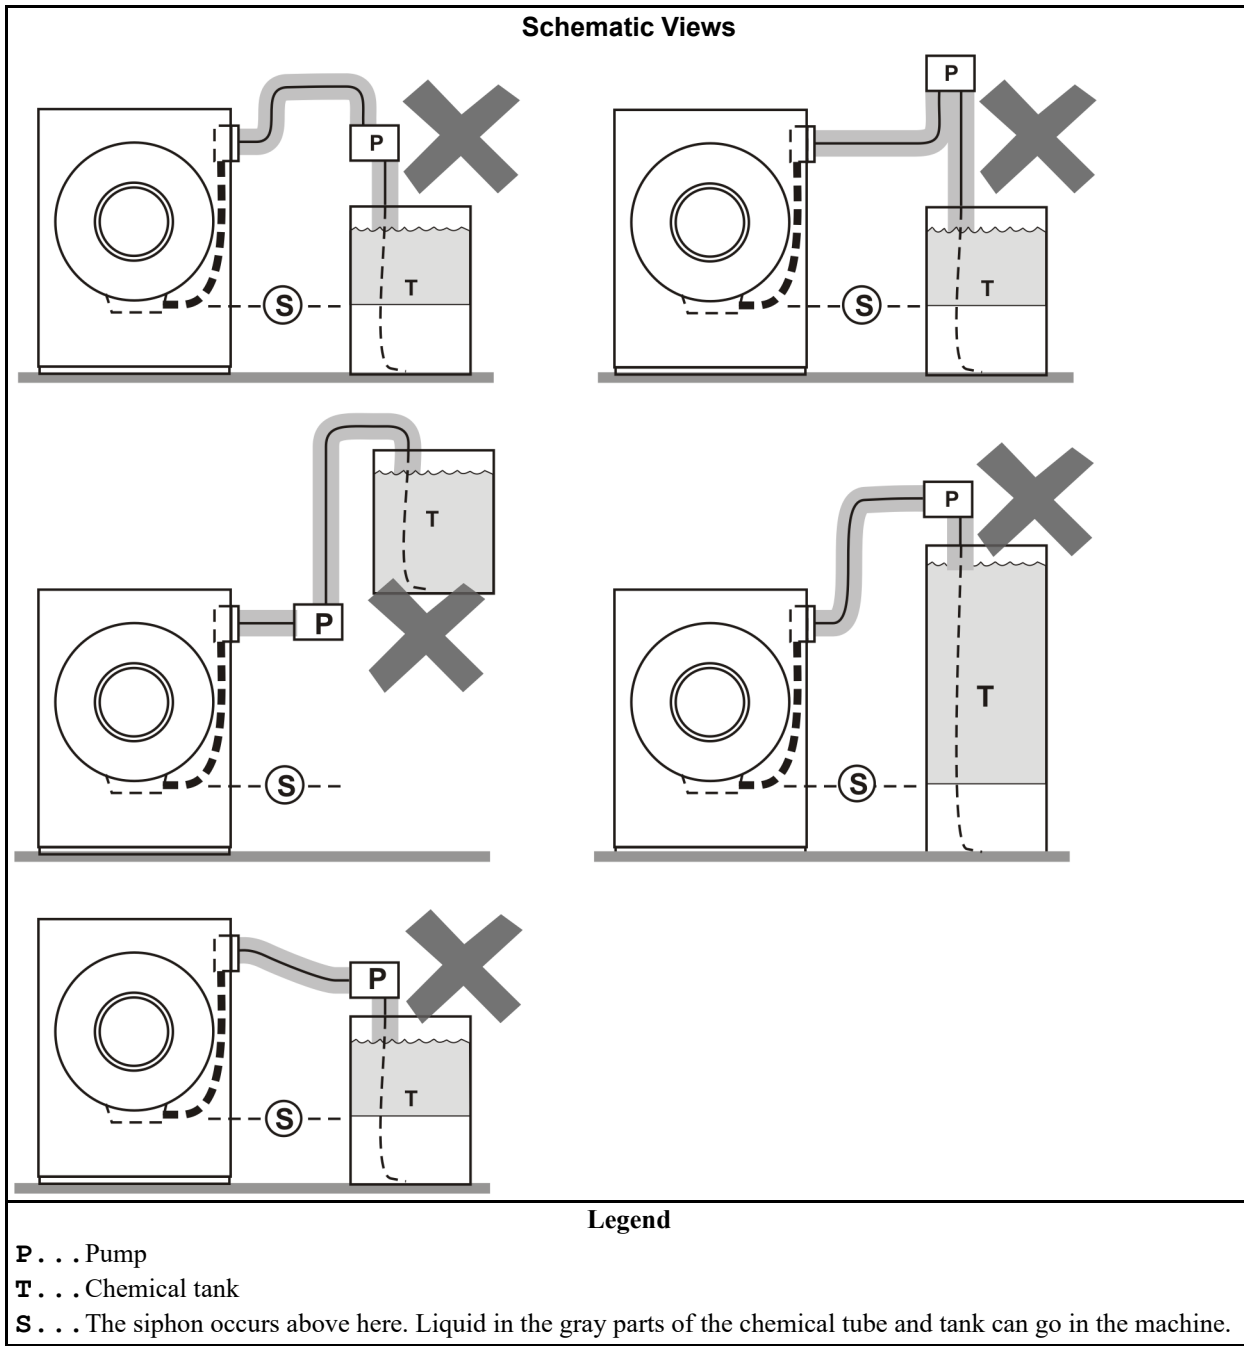 Schematic Views
P
T
S
P
T
S
T
P
S
P
T
S
P
T
S
Legend
P...Pump
T...Chemical tank
S...The siphon occurs above here. Liquid in the gray parts of the chemical tube and tank can go in the machine.